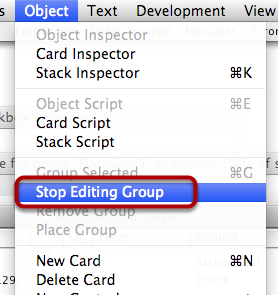 Object Text Development View
Object Inspector
Card Inspector
Stack Inspector ⌘K
Object Script ⌘E
Card Script
Stack Script
Group Selected ⌘G
Stop Editing Group
Remove Group
Place Group
New Card ⌘N
Delete Card